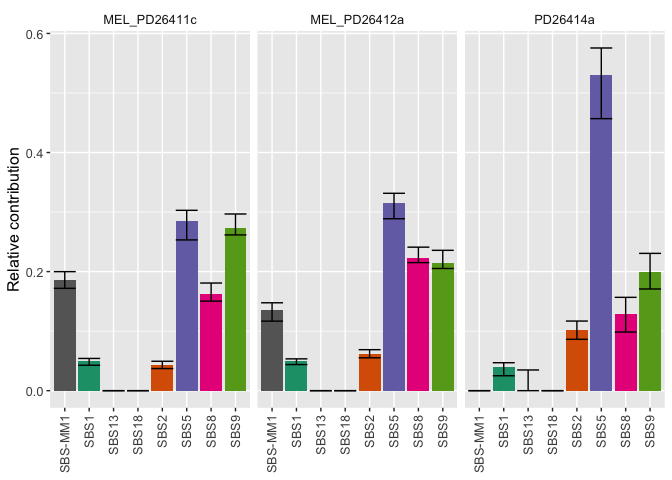 MEL_PD26411c MEL_PD26412a PD26414a
Relative contribution
0.6
0.4
0.2
0.0
SBS-MM1 SBS1 SBS13 SBS18 SBS2 SBS5 SBS8 SBS9 SBS-MM1 SBS1 SBS13 SBS18 SBS2 SBS5 SBS8 SBS9 SBS-MM1 SBS1 SBS13 SBS18 SBS2 SBS5 SBS8 SBS9